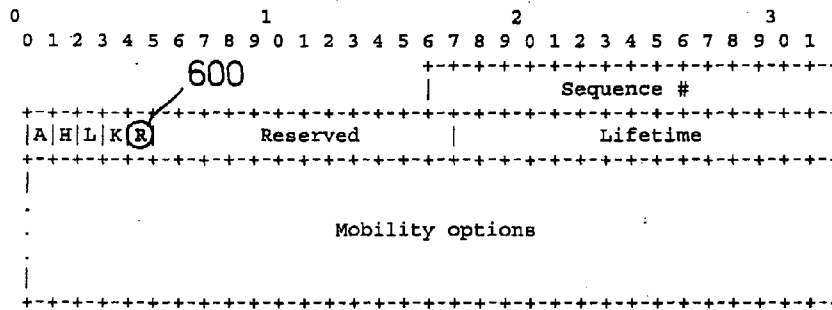 0 1 2 3
0 1 2 3 4 5 6 7 8 9 0 1 2 3 4 5 6 7 8 9 0 1 2 3 4 5 6 7 8 9 0 1
600
+-+-+-+-+-+-+-+-+-+-+-+-+-+-+-+-
| Sequence #
+-+-+-+-+-+-+-+-+-+-+-+-+-+-+-+-+-+-+-+-+-+-+-+-+-+-+-+-+-+-+-+-
|A|H|L|K|R| Reserved | Lifetime
+-+-+-+-+-+-+-+-+-+-+-+-+-+-+-+-+-+-+-+-+-+-+-+-+-+-+-+-+-+-+-+-
|
.
. Mobility options
.
|
+-+-+-+-+-+-+-+-+-+-+-+-+-+-+-+-+-+-+-+-+-+-+-+-+-+-+-+-+-+-+-+-